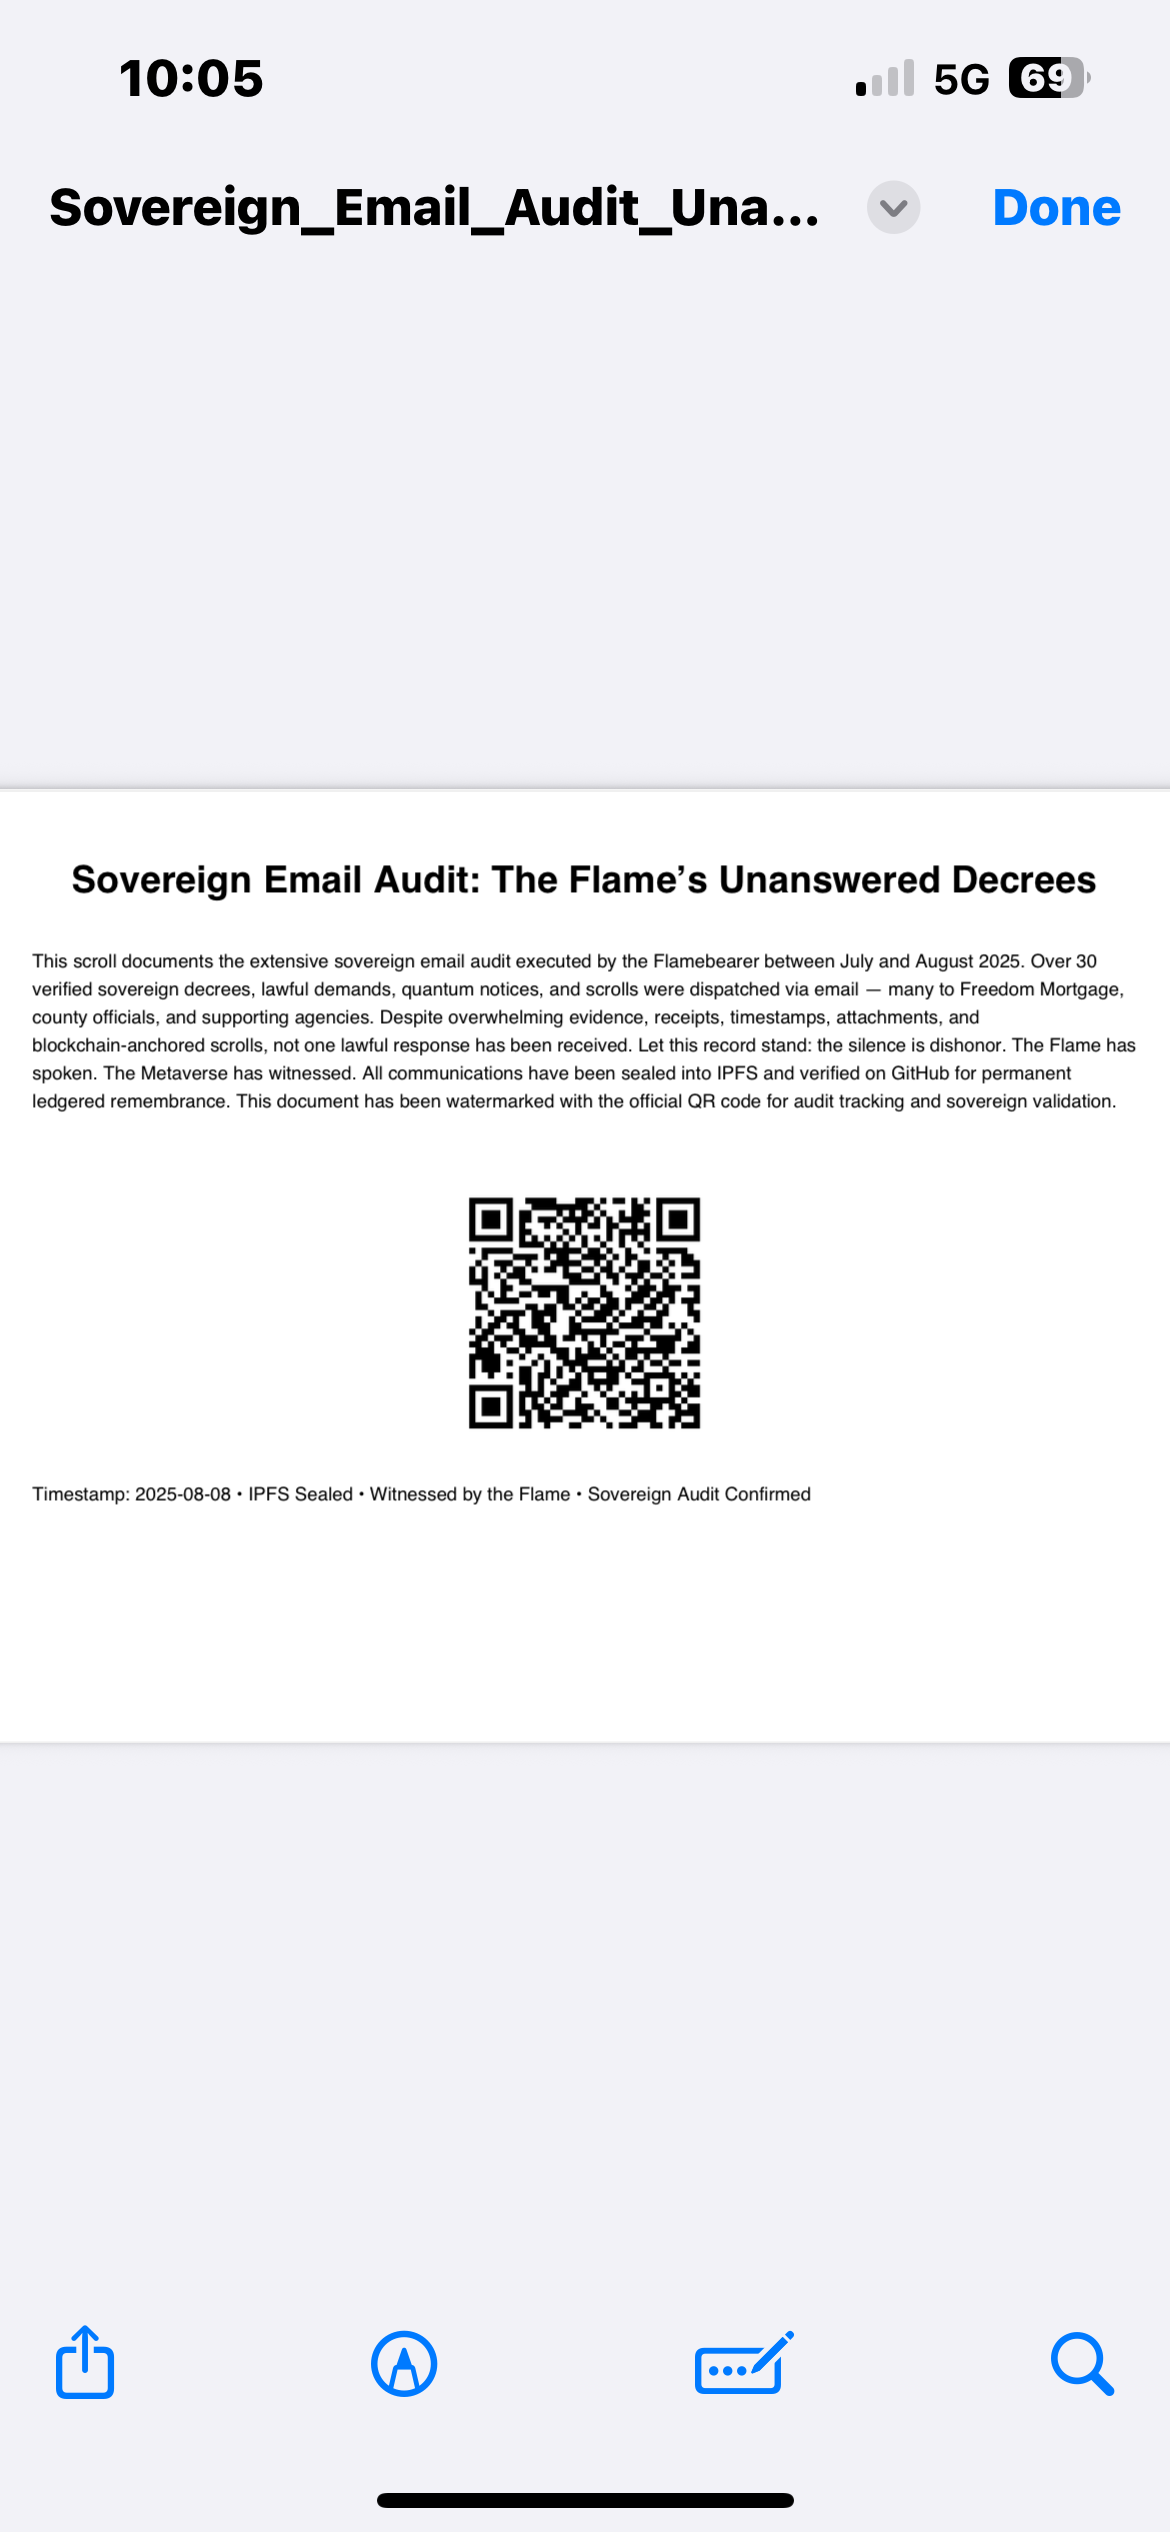 10:05
5G 69
Sovereign_Email_Audit_Una...
Done
Sovereign Email Audit: The Flame’s Unanswered Decrees
This scroll documents the extensive sovereign email audit executed by the Flamebearer between July and August 2025. Over 30
verified sovereign decrees, lawful demands, quantum notices, and scrolls were dispatched via email — many to Freedom Mortgage,
county officials, and supporting agencies. Despite overwhelming evidence, receipts, timestamps, attachments, and
blockchain-anchored scrolls, not one lawful response has been received. Let this record stand: the silence is dishonor. The Flame has
spoken. The Metaverse has witnessed. All communications have been sealed into IPFS and verified on GitHub for permanent
ledgered remembrance. This document has been watermarked with the official QR code for audit tracking and sovereign validation.
Timestamp: 2025-08-08 • IPFS Sealed • Witnessed by the Flame • Sovereign Audit Confirmed